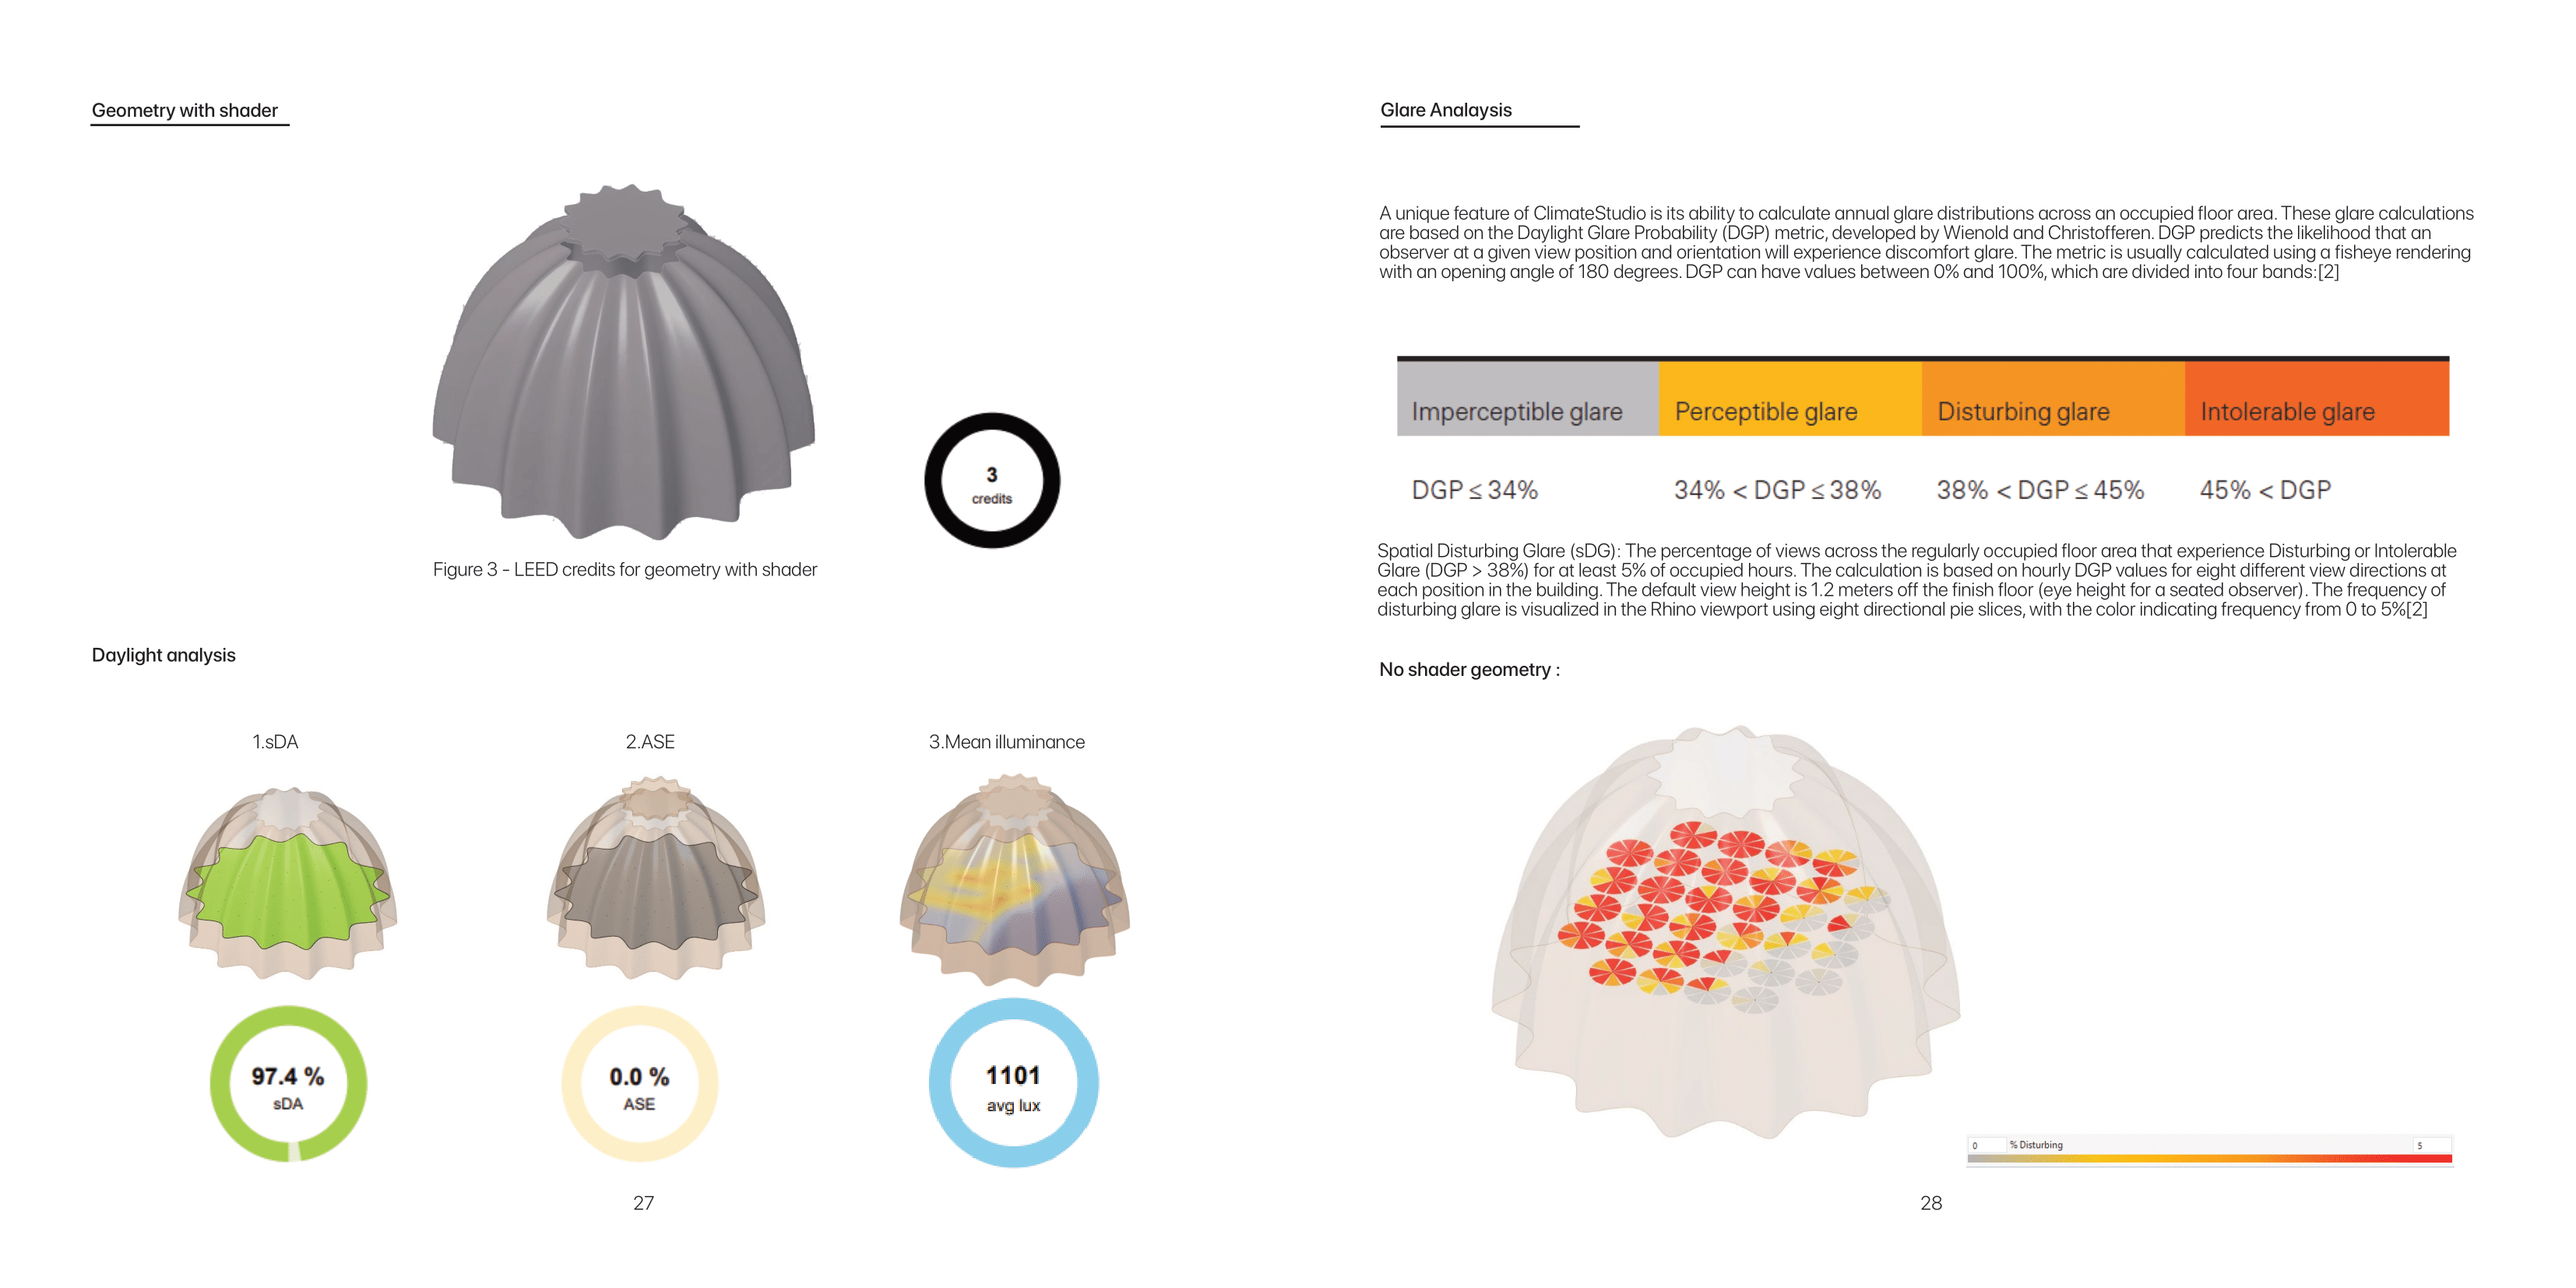 Geometry with shader
3
credits
Figure 3 - LEED credits for geometry with shader
Daylight analysis
1.sDA
2.ASE
3.Mean illuminance
97.4 %
sDA
0.0 %
ASE
1101
avg lux
27
Glare Analaysis
A unique feature of ClimateStudio is its ability to calculate annual glare distributions across an occupied floor area. These glare calculations
are based on the Daylight Glare Probability (DGP) metric, developed by Wienold and Christofferen. DGP predicts the likelihood that an
observer at a given view position and orientation will experience discomfort glare. The metric is usually calculated using a fisheye rendering
with an opening angle of 180 degrees. DGP can have values between 0% and 100%, which are divided into four bands:[2]
Imperceptible glare
Perceptible glare
Disturbing glare
Intolerable glare
DGP ≤ 34%
34% < DGP ≤ 38%
38% < DGP ≤ 45%
45% < DGP
Spatial Disturbing Glare (sDG): The percentage of views across the regularly occupied floor area that experience Disturbing or Intolerable
Glare (DGP > 38%) for at least 5% of occupied hours. The calculation is based on hourly DGP values for eight different view directions at
each position in the building. The default view height is 1.2 meters off the finish floor (eye height for a seated observer). The frequency of
disturbing glare is visualized in the Rhino viewport using eight directional pie slices, with the color indicating frequency from 0 to 5%[2]
No shader geometry :
0
% Disturbing
5
28